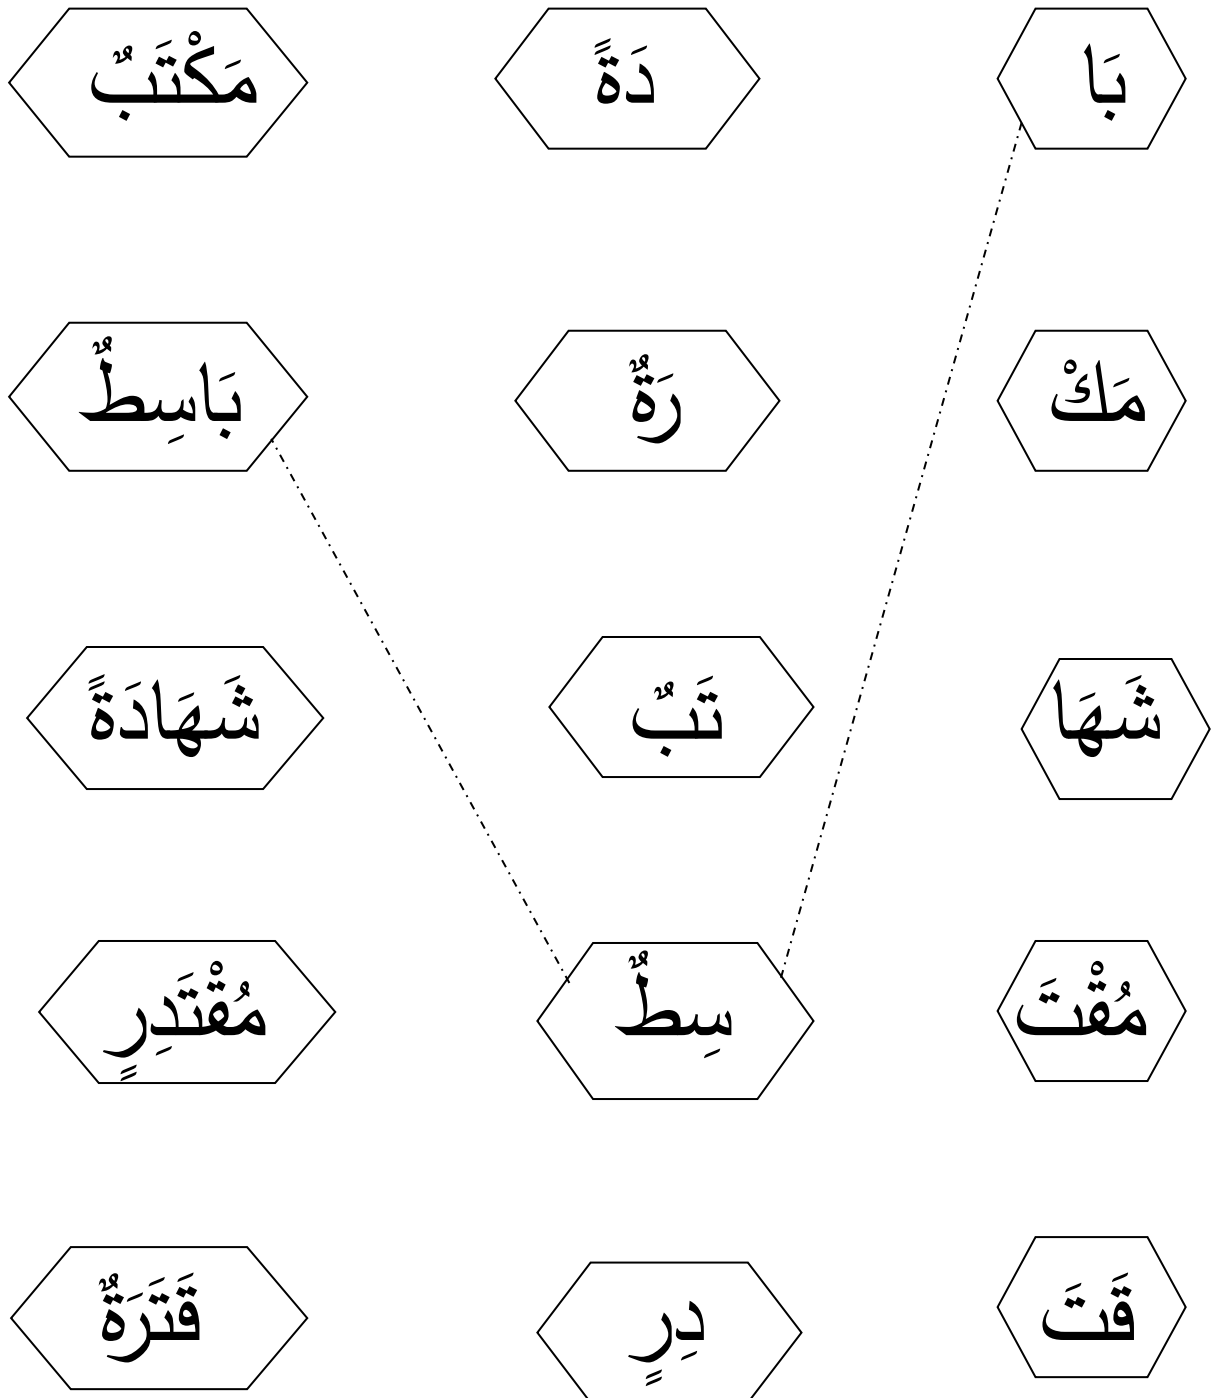 بَا دَةً مَكْتَبٌ
مَكْ رَةٌ بَاسِطٌ
شَهَا تَبٌ شَهَادَةً
مُقْتَ سِطٌ مُقْتَدِرٍ
قَتَ دِرٍ قَتَرَةٌ